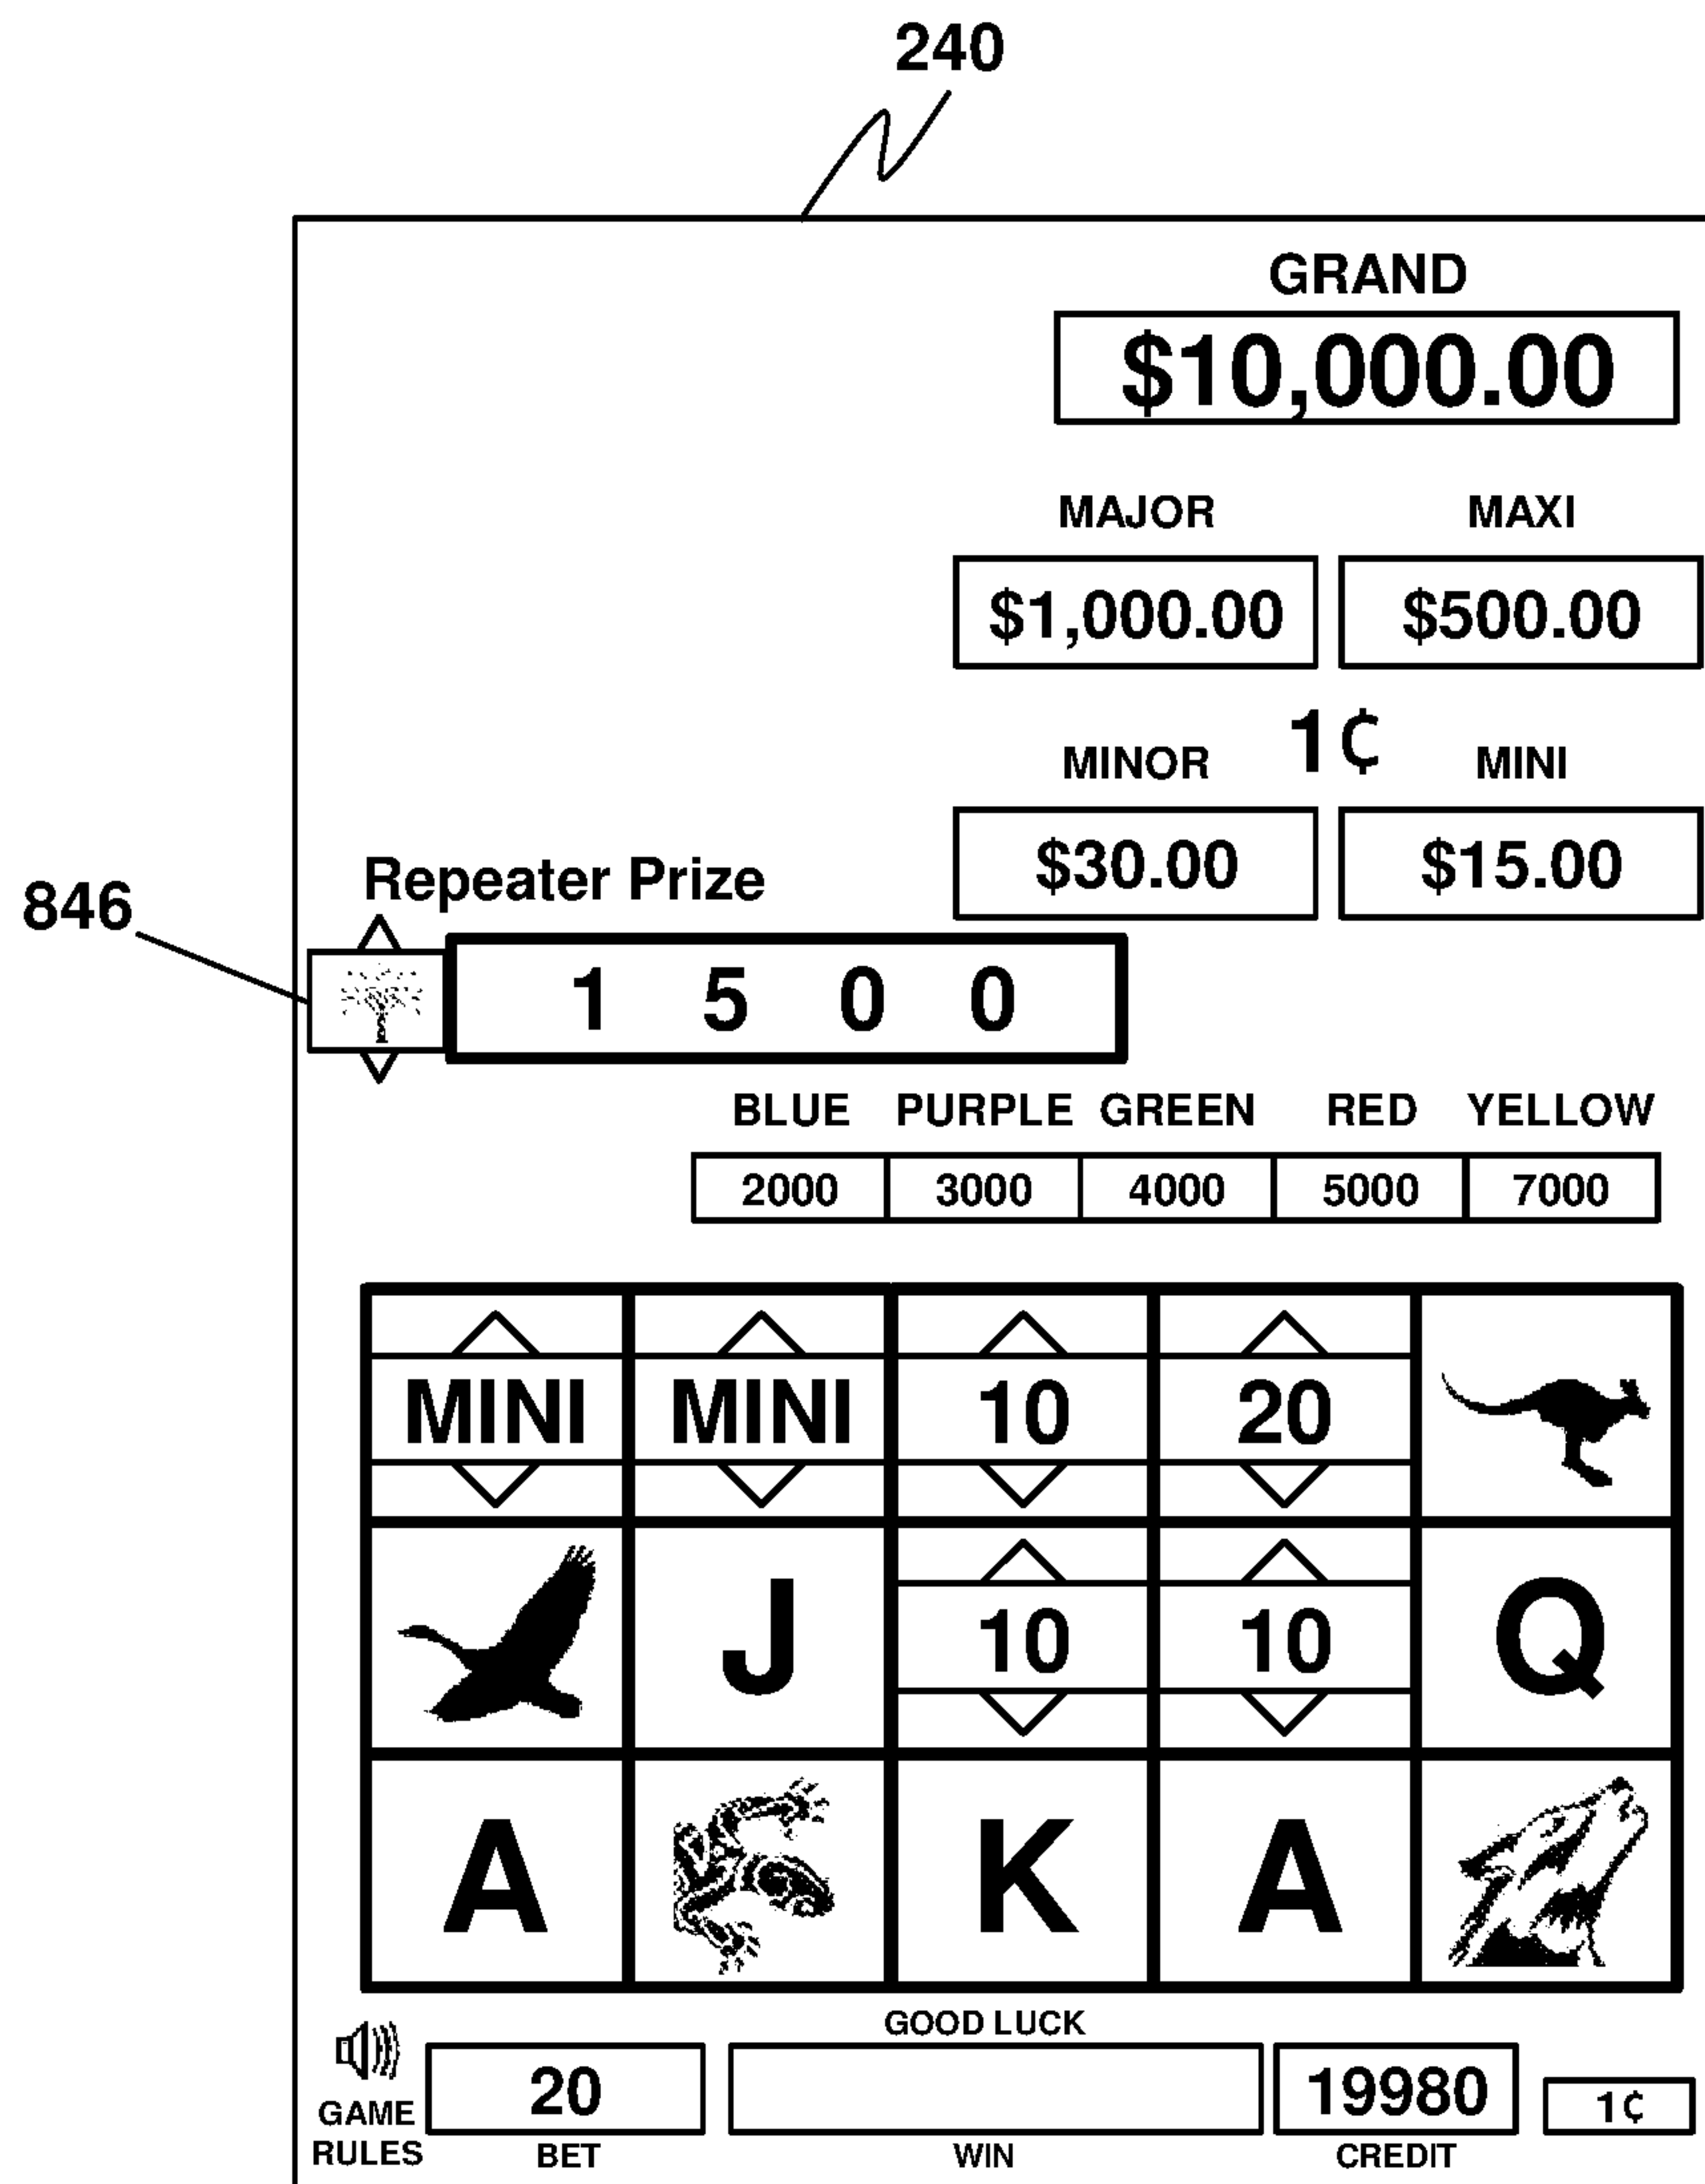 240
GRAND
$10,000.00
MAJOR MAXI
$1,000.00 $500.00
1¢
MINOR MINI
$30.00 $15.00
Repeater Prize
846
1 5 0 0
BLUE PURPLE GREEN RED YELLOW
2000 3000 4000 5000 7000
MINI MINI 10 20
J 10 10 Q
A K A
GOOD LUCK
20 19980 1¢
GAME
RULES BET WIN CREDIT